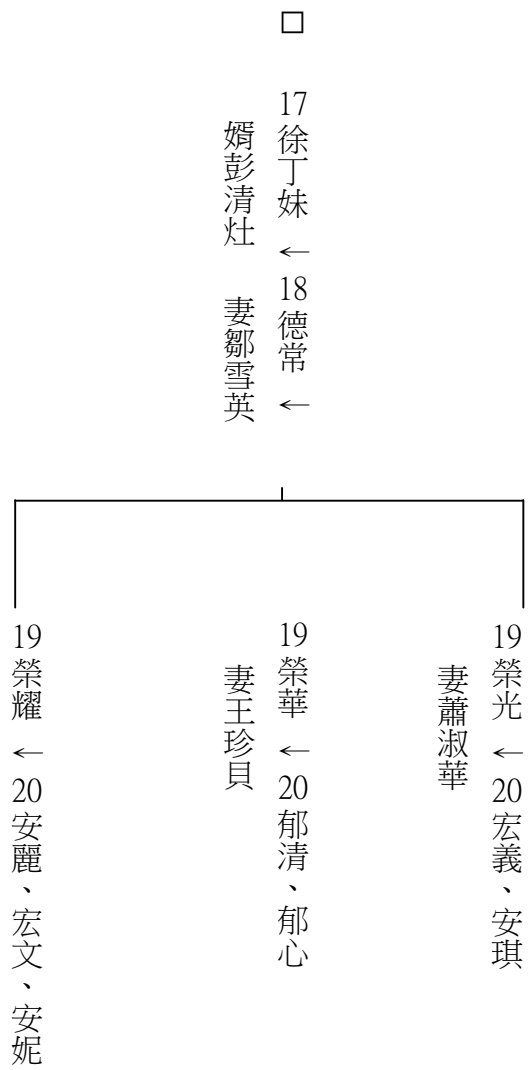 □ 17徐丁妹 ← 18德常 ←
婿彭清灶 妻鄒雪英
19榮光 ← 20宏義、安琪
妻蕭淑華
19榮華 ← 20郁清、郁心
妻王珍貝
19榮耀 ← 20安麗、宏文、安妮